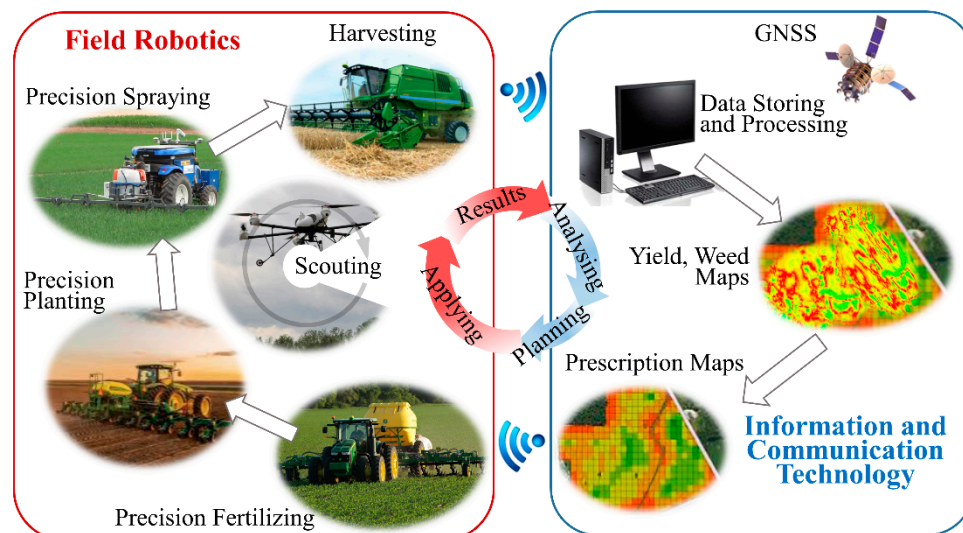 Field Robotics
Harvesting
Precision Spraying
Scouting
Precision
Planting
Precision Fertilizing
Results
Analysing
Planning
Applying
GNSS
Data Storing
and Processing
Yield, Weed
Maps
Prescription Maps
Information and
Communication
Technology